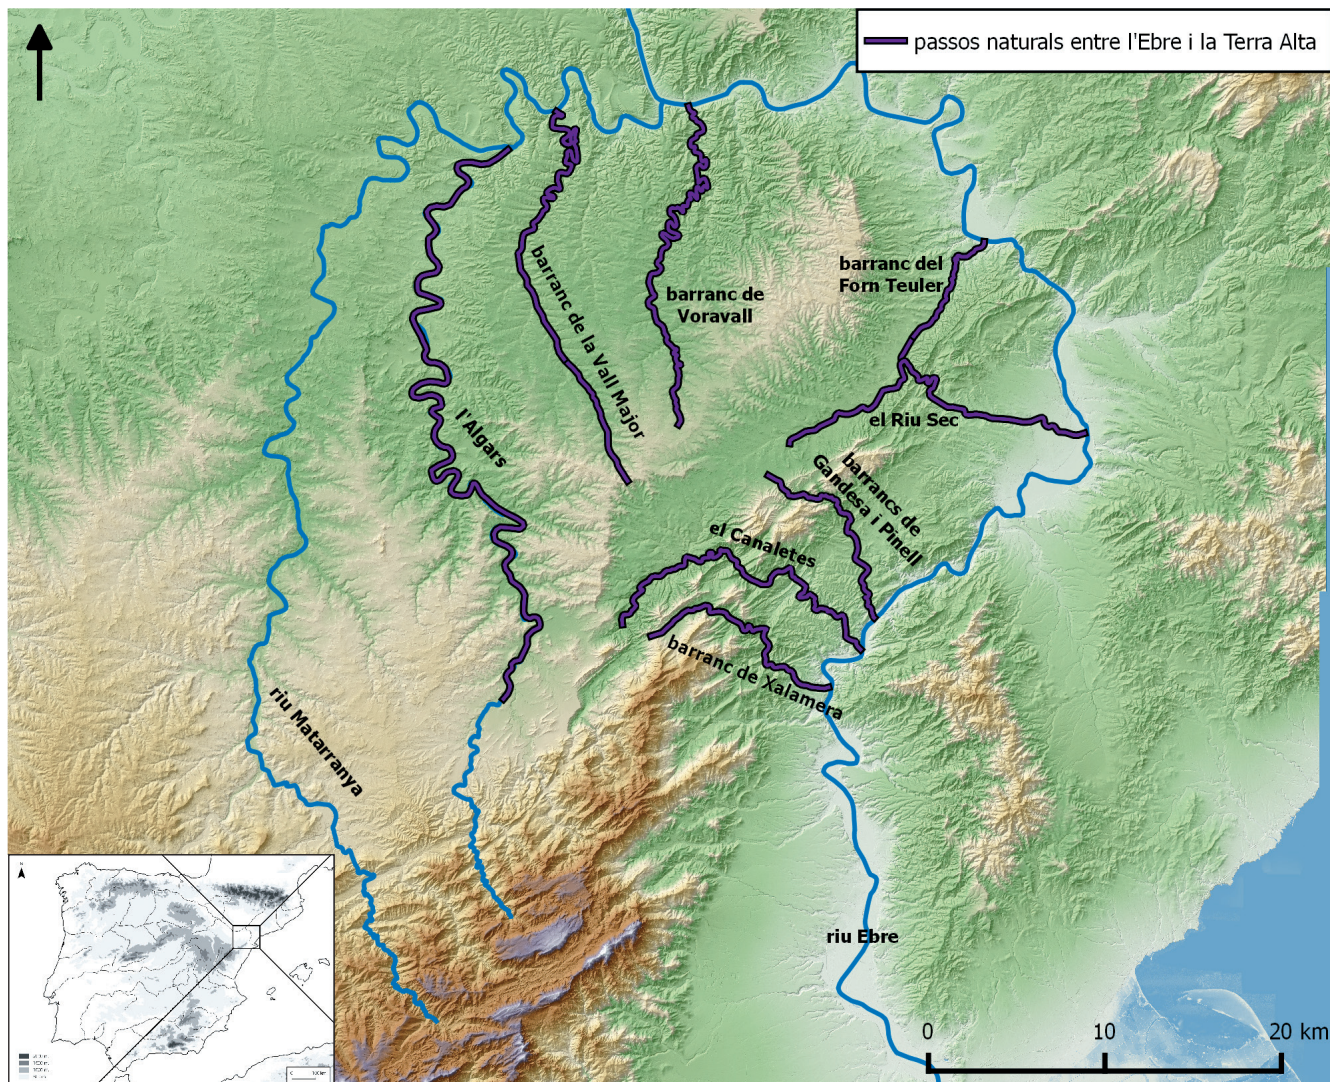 passos naturals entre l'Ebre i la Terra Alta
barranc del
Forn Teuler
barranc de la Vall Major
barranc de
Voravall
l'Algars
el Riu Sec
barrancs de
Gandesa i Pinell
el Canaletes
barranc de Xalamera
riu Matarranya
riu Ebre
N
0 10 20 km